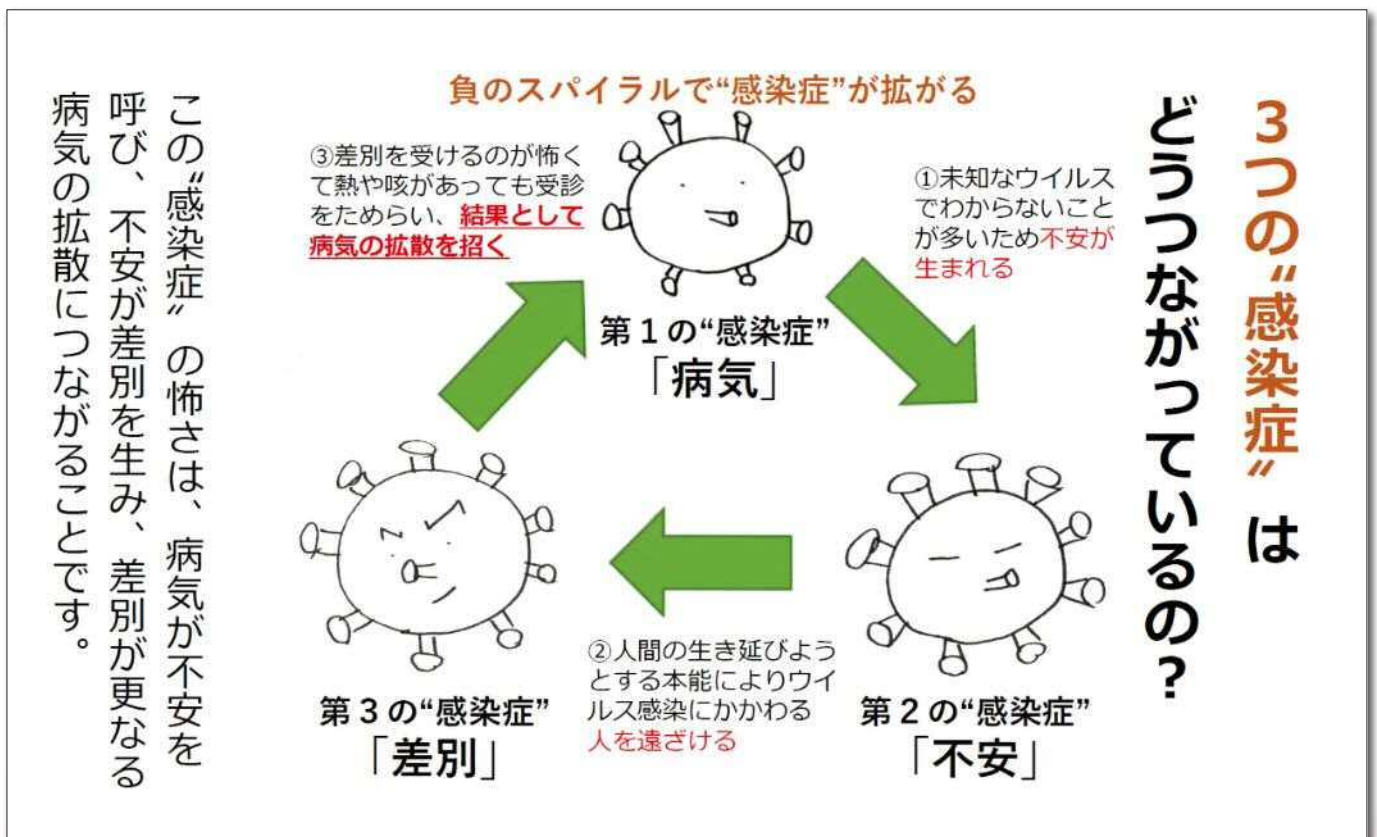 3つの“感染症”は
どうつながっているの?
負のスパイラルで“感染症”が拡がる
①未知なウイルス
でわからないこと
が多いため不安が
生まれる
③差別を受けるのが怖く
て熱や咳があっても受診
をためらい、結果として
病気の拡散を招く
第1の“感染症”
「病気」
②人間の生き延びよう
とする本能によりウイ
ルス感染にかかわる
人を遠ざける
第2の“感染症”
「不安」
第3の“感染症”
「差別」
この“感染症”の怖さは、病気が不安を
呼び、不安が差別を生み、差別が更なる
病気の拡散につながることです。